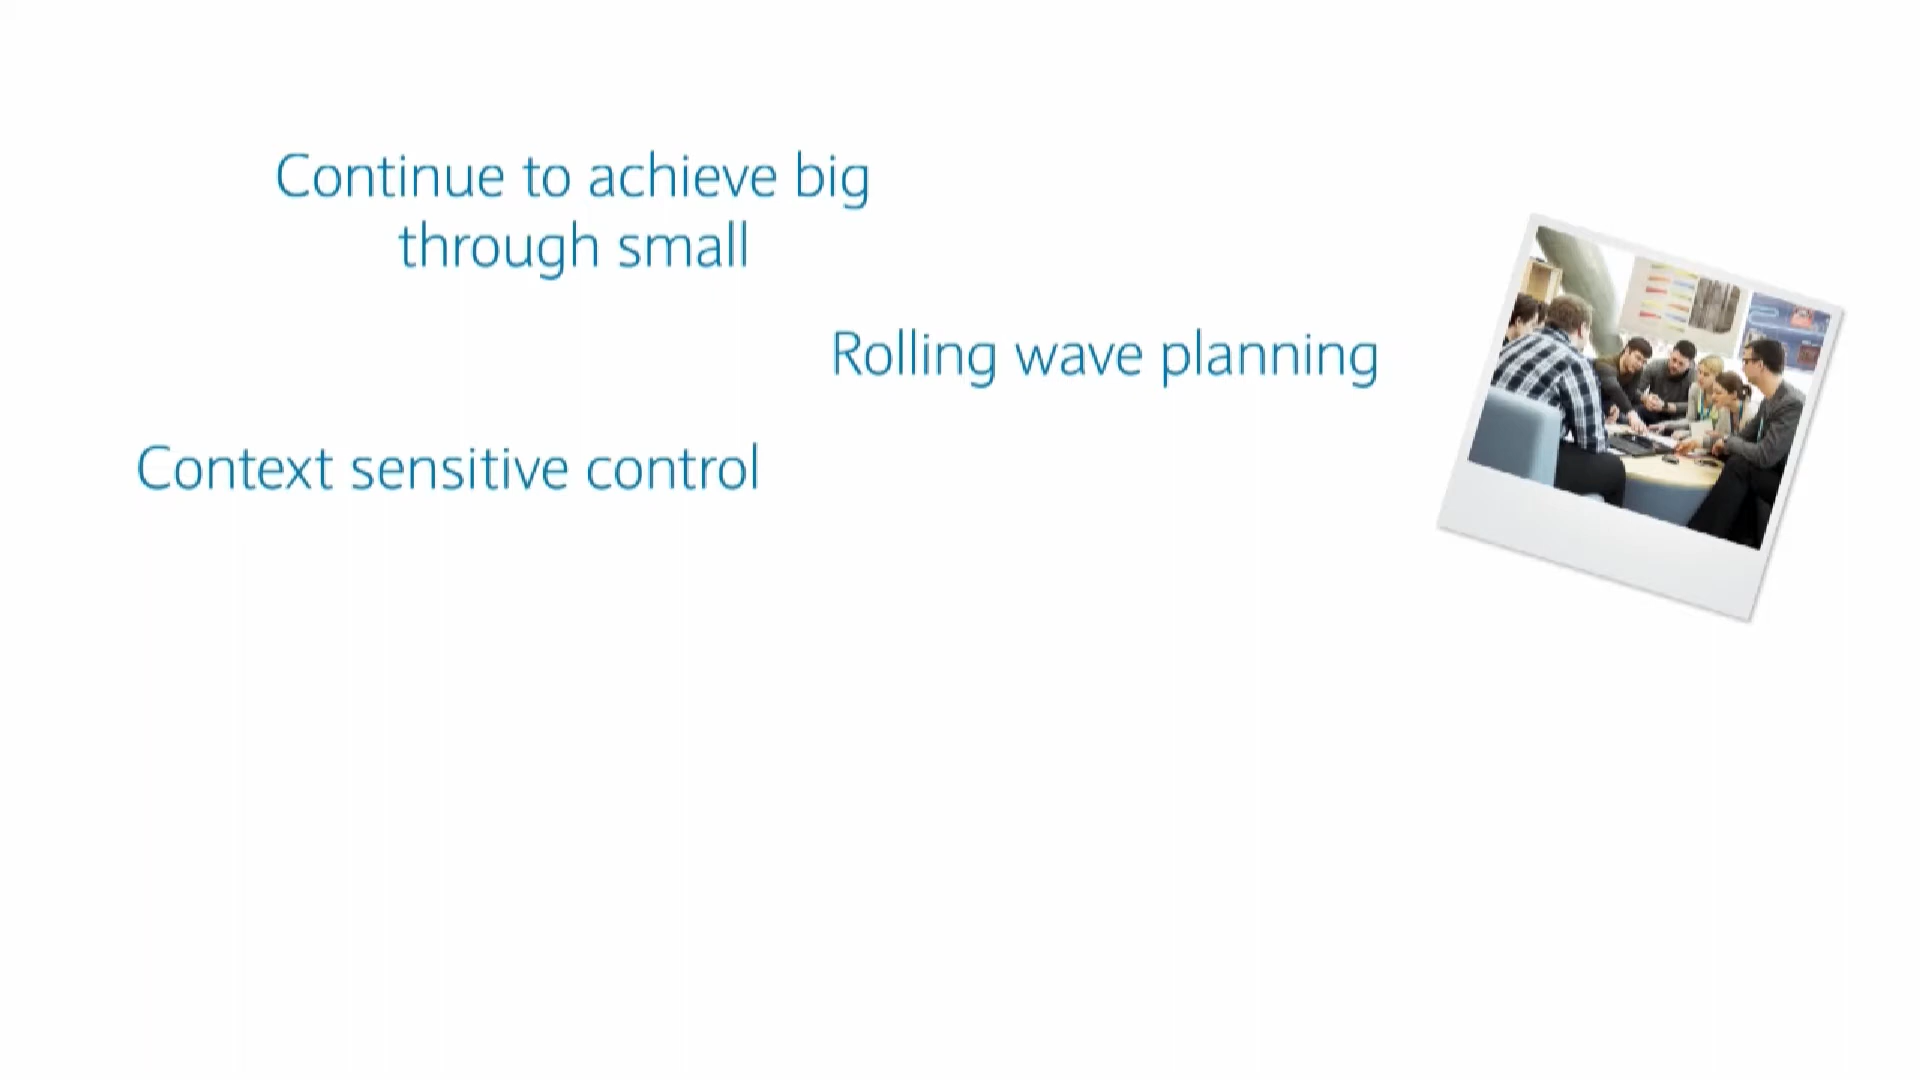 Continue to achieve big
through small
Rolling wave planning
Context sensitive control